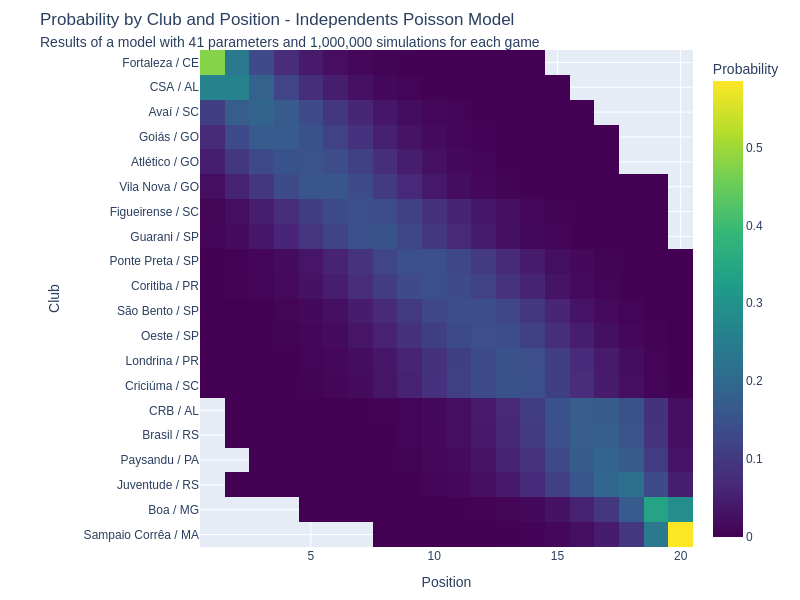 Probability by Club and Position - Independents Poisson Model
Results of a model with 41 parameters and 1,000,000 simulations for each game
Probability
Fortaleza / CE
CSA / AL
Avaí / SC
Goiás / GO
Atlético / GO
Vila Nova / GO
Figueirense / SC
Guarani / SP
Ponte Preta / SP
Coritiba / PR
São Bento / SP
Oeste / SP
Londrina / PR
Criciúma / SC
CRB / AL
Brasil / RS
Paysandu / PA
Juventude / RS
Boa / MG
Sampaio Corrêa / MA
Club
0.5
0.4
0.3
0.2
0.1
0
5
10
15
20
Position